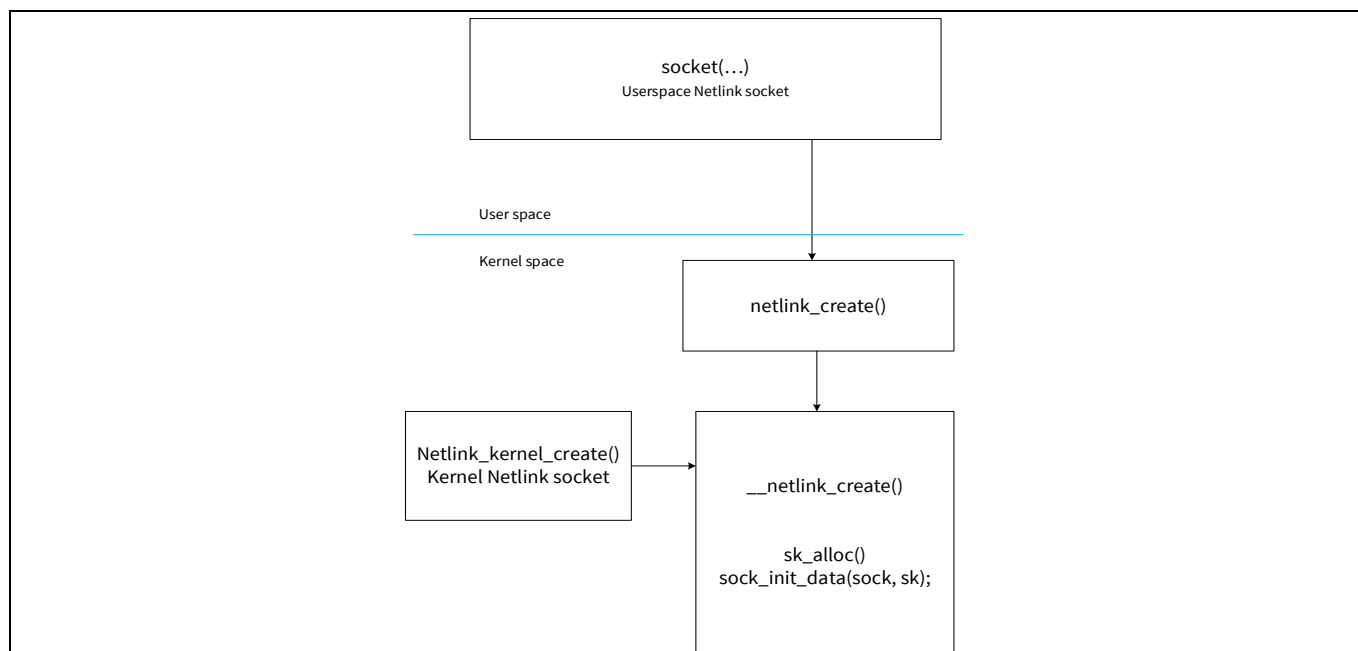 socket(…)
Userspace Netlink socket
User space
Kernel space
netlink_create()
Netlink_kernel_create()
Kernel Netlink socket
__netlink_create()
sk_alloc()
sock_init_data(sock, sk);